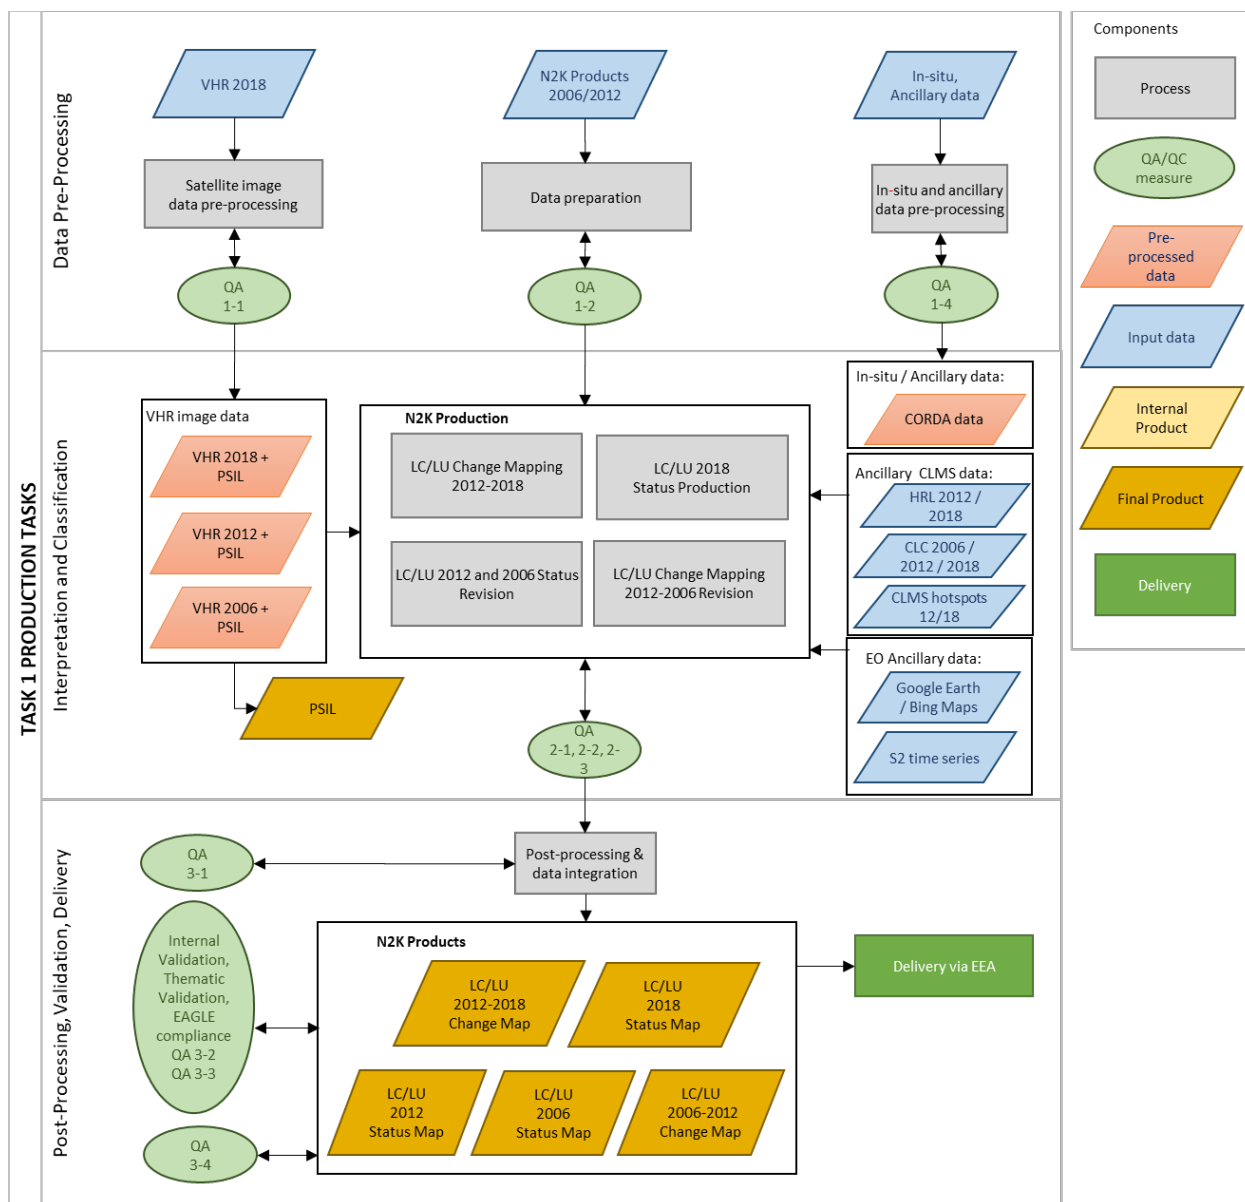 TASK 1 PRODUCTION TASKS
Data Pre-Processing
VHR 2018
N2K Products
2006/2012
In-situ,
Ancillary data
Satellite image
data pre-processing
Data preparation
In-situ and ancillary
data pre-processing
QA
1-1
QA
1-2
QA
1-4
Interpretation and Classification
VHR image data
VHR 2018 +
PSIL
VHR 2012 +
PSIL
VHR 2006 +
PSIL
PSIL
N2K Production
LC/LU Change Mapping
2012-2018
LC/LU 2018
Status Production
LC/LU 2012 and 2006 Status
Revision
LC/LU Change Mapping
2012-2006 Revision
QA
2-1, 2-2, 2-
3
In-situ / Ancillary data:
CORDA data
Ancillary CLMS data:
HRL 2012 /
2018
CLC 2006 /
2012 / 2018
CLMS hotspots
12/18
EO Ancillary data:
Google Earth
/ Bing Maps
S2 time series
Post-Processing, Validation, Delivery
QA
3-1
Post-processing &
data integration
Internal
Validation,
Thematic
Validation,
EAGLE
compliance
QA 3-2
QA 3-3
QA
3-4
N2K Products
LC/LU
2012-2018
Change Map
LC/LU
2018
Status Map
LC/LU
2012
Status Map
LC/LU
2006
Status Map
LC/LU
2006-2012
Change Map
Delivery via EEA
Components
Process
QA/QC
measure
Pre-
processed
data
Input data
Internal
Product
Final Product
Delivery